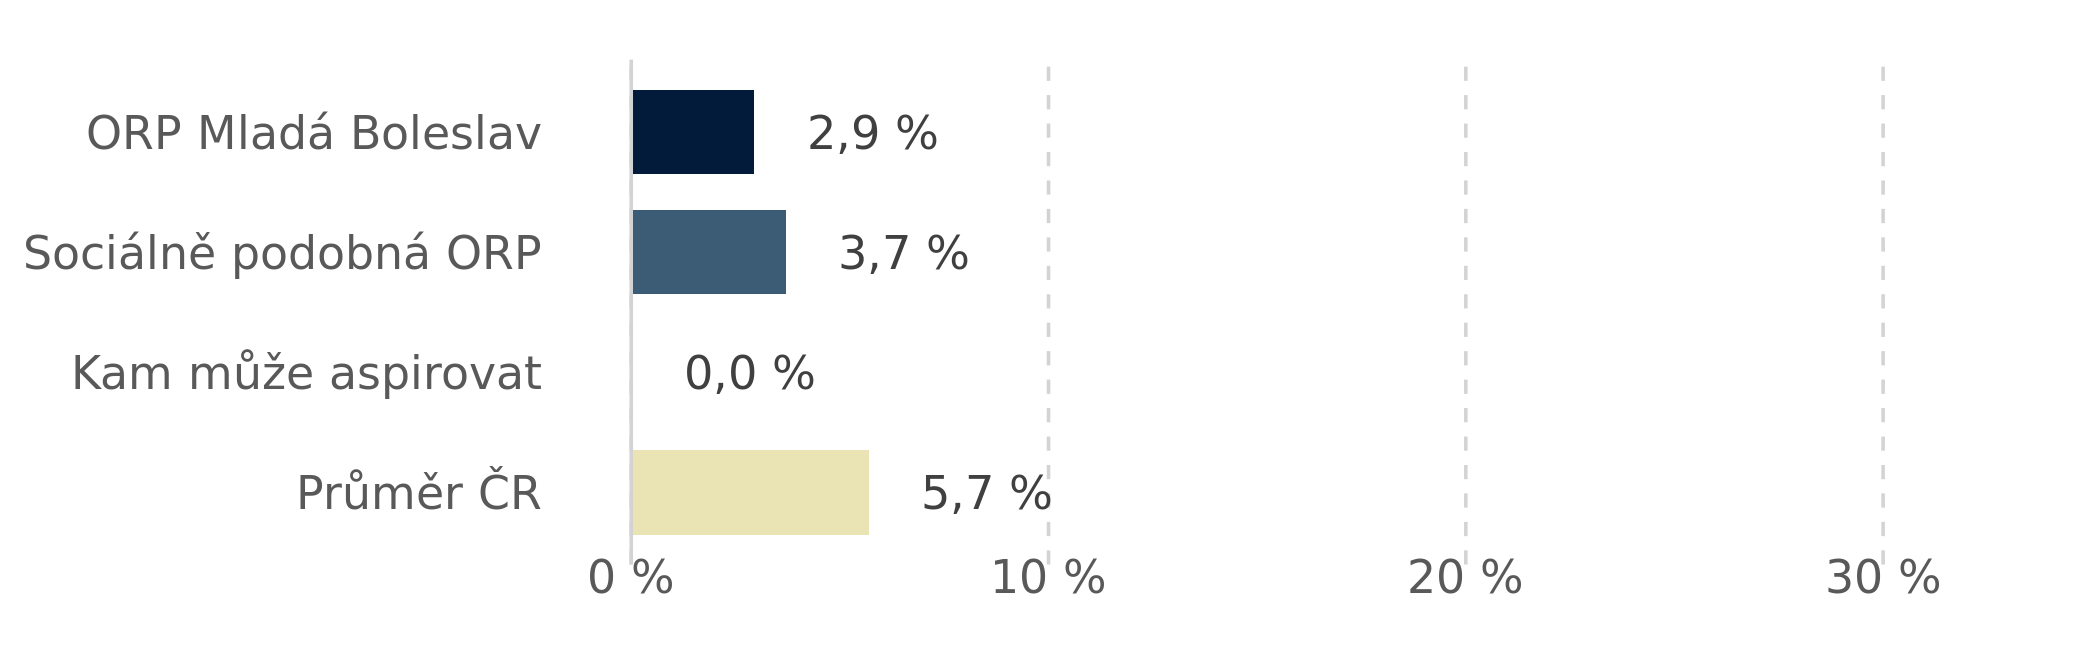 ORP Mladá Boleslav 2,9 %
Sociálně podobná ORP 3,7 %
Kam může aspirovat 0,0 %
Průměr ČR 5,7 %
0 % 10 % 20 % 30 %